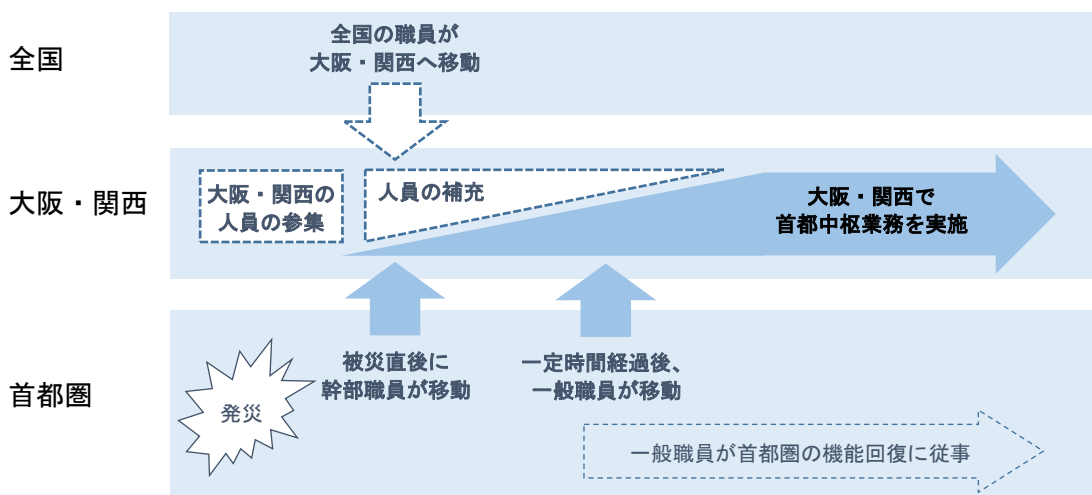 全国
全国の職員が
大阪・関西へ移動
大阪・関西
大阪・関西の
人員の参集
人員の補充
大阪・関西で
首都中枢業務を実施
首都圏
発災
被災直後に
幹部職員が移動
一定時間経過後、
一般職員が移動
一般職員が首都圏の機能回復に従事